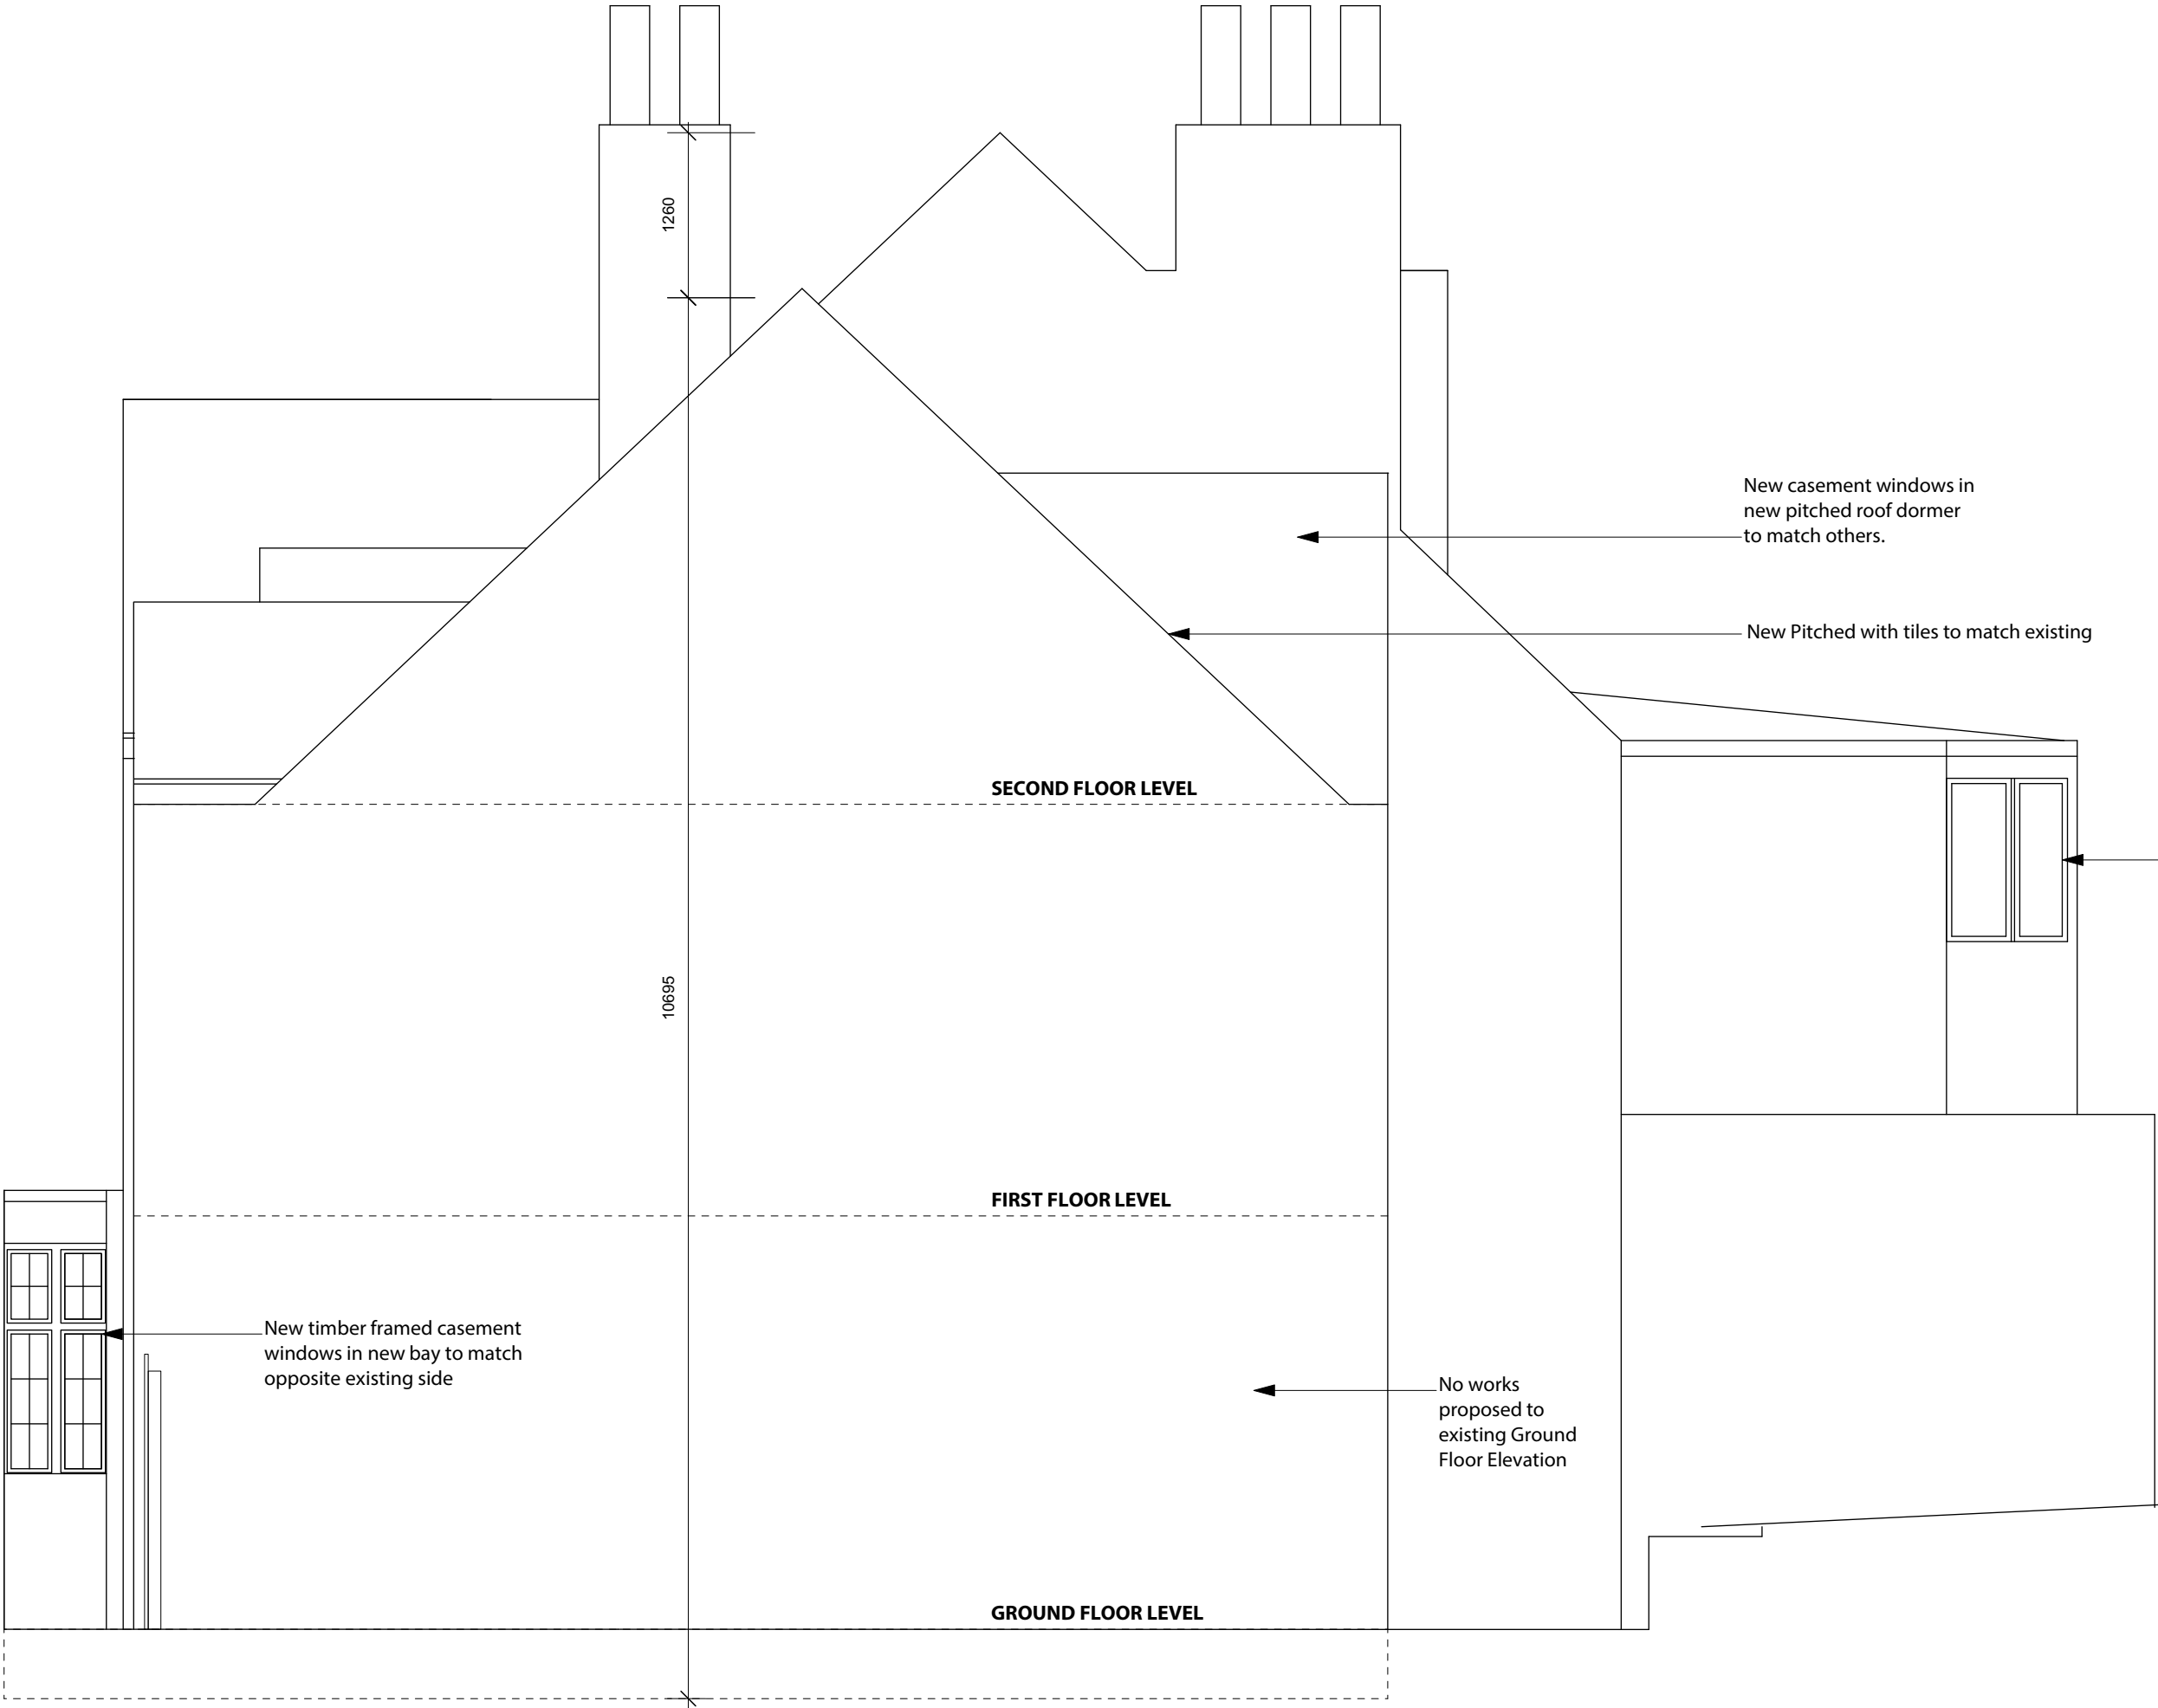 1260
New casement windows in
new pitched roof dormer
to match others.
New Pitched with tiles to match existing
SECOND FLOOR LEVEL
10695
FIRST FLOOR LEVEL
New timber framed casement
windows in new bay to match
opposite existing side
No works
proposed to
existing Ground
Floor Elevation
GROUND FLOOR LEVEL